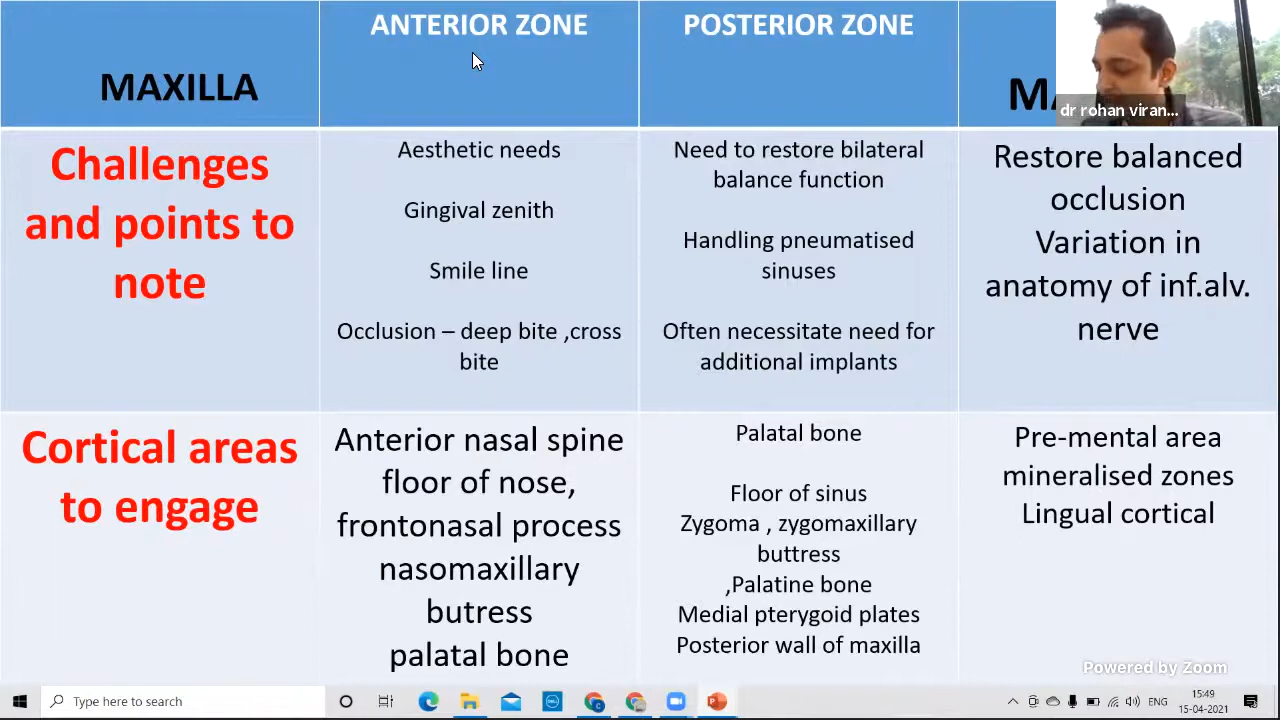 ANTERIOR ZONE
POSTERIOR ZONE
MAXILLA
dr rohan viran...
Challenges
and points to
note
Aesthetic needs
Gingival zenith
Smile line
Occlusion – deep bite ,cross
bite
Need to restore bilateral
balance function
Handling pneumatised
sinuses
Often necessitate need for
additional implants
Restore balanced
occlusion
Variation in
anatomy of inf.alv.
nerve
Cortical areas
to engage
Anterior nasal spine
floor of nose,
frontonasal process
nasomaxillary
butress
palatal bone
Palatal bone
Floor of sinus
Zygoma , zygomaxillary
buttress
,Palatine bone
Medial pterygoid plates
Posterior wall of maxilla
Pre-mental area
mineralised zones
Lingual cortical
Powered by Zoom
Type here to search
ENG
15:49
15-04-2021